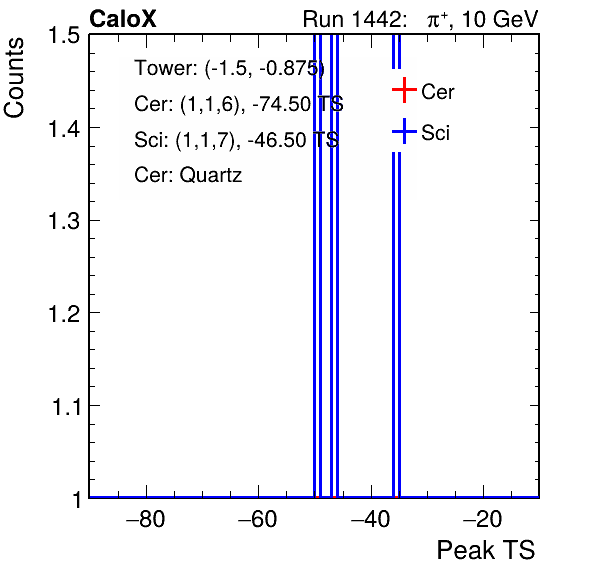 CaloX Run 1442: π+, 10 GeV
Counts
1.5
1.4
1.3
1.2
1.1
1
Tower: (-1.5, -0.875)
Cer: (1,1,6), -74.50 TS
Sci: (1,1,7), -46.50 TS
Cer: Quartz
Cer
Sci
−80 −60 −40 −20
Peak TS